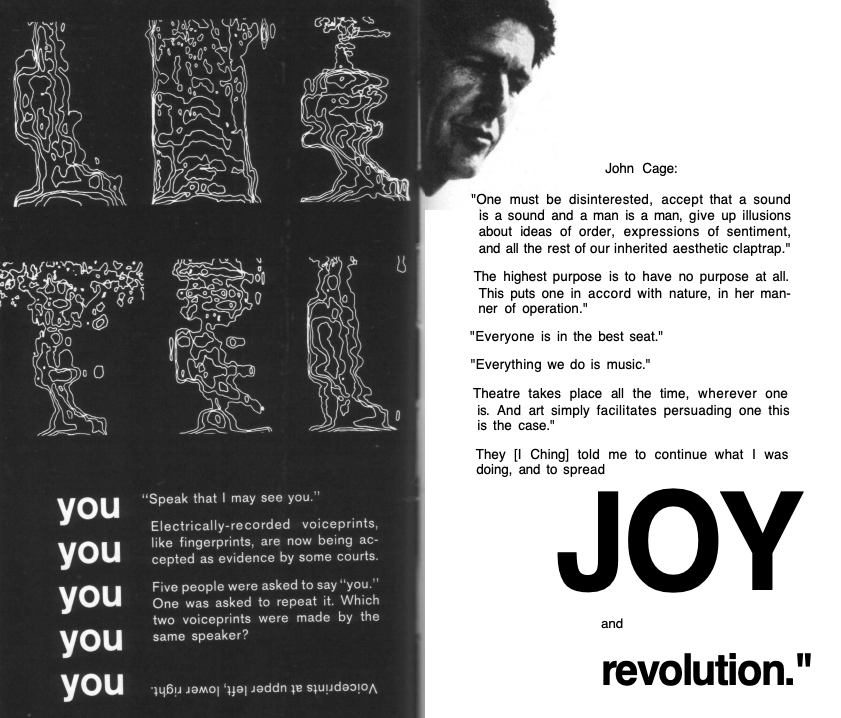 you
you
you
you
you
"Speak that I may see you."
Electrically-recorded voiceprints,
like fingerprints, are now being ac-
cepted as evidence by some courts.
Five people were asked to say "you."
One was asked to repeat it. Which
two voiceprints were made by the
same speaker?
Voiceprints at upper left, lower right.
John Cage:
"One must be disinterested, accept that a sound
is a sound and a man is a man, give up illusions
about ideas of order, expressions of sentiment,
and all the rest of our inherited aesthetic claptrap."
The highest purpose is to have no purpose at all.
This puts one in accord with nature, in her man-
ner of operation."
"Everyone is in the best seat."
"Everything we do is music."
Theatre takes place all the time, wherever one
is. And art simply facilitates persuading one this
is the case."
They [I Ching] told me to continue what I was
doing, and to spread
JOY
and
revolution."